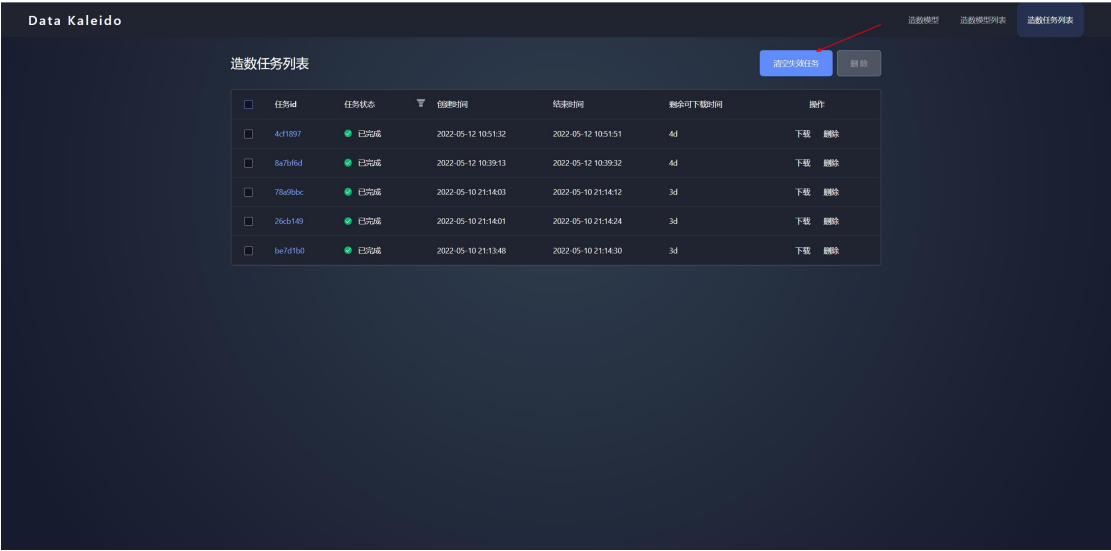 Data Kaleido 造数模型 造数模型列表 造数任务列表
造数任务列表 清空失效任务 删 除
任务id 任务状态 创建时间 结束时间 剩余可下载时间 操作
4cf1897 已完成 2022-05-12 10:51:32 2022-05-12 10:51:51 4d 下载 删除
8a7bf6d 已完成 2022-05-12 10:39:13 2022-05-12 10:39:32 4d 下载 删除
78a9bbc 已完成 2022-05-10 21:14:03 2022-05-10 21:14:12 3d 下载 删除
26cb149 已完成 2022-05-10 21:14:01 2022-05-10 21:14:24 3d 下载 删除
be7d1b0 已完成 2022-05-10 21:13:48 2022-05-10 21:14:30 3d 下载 删除